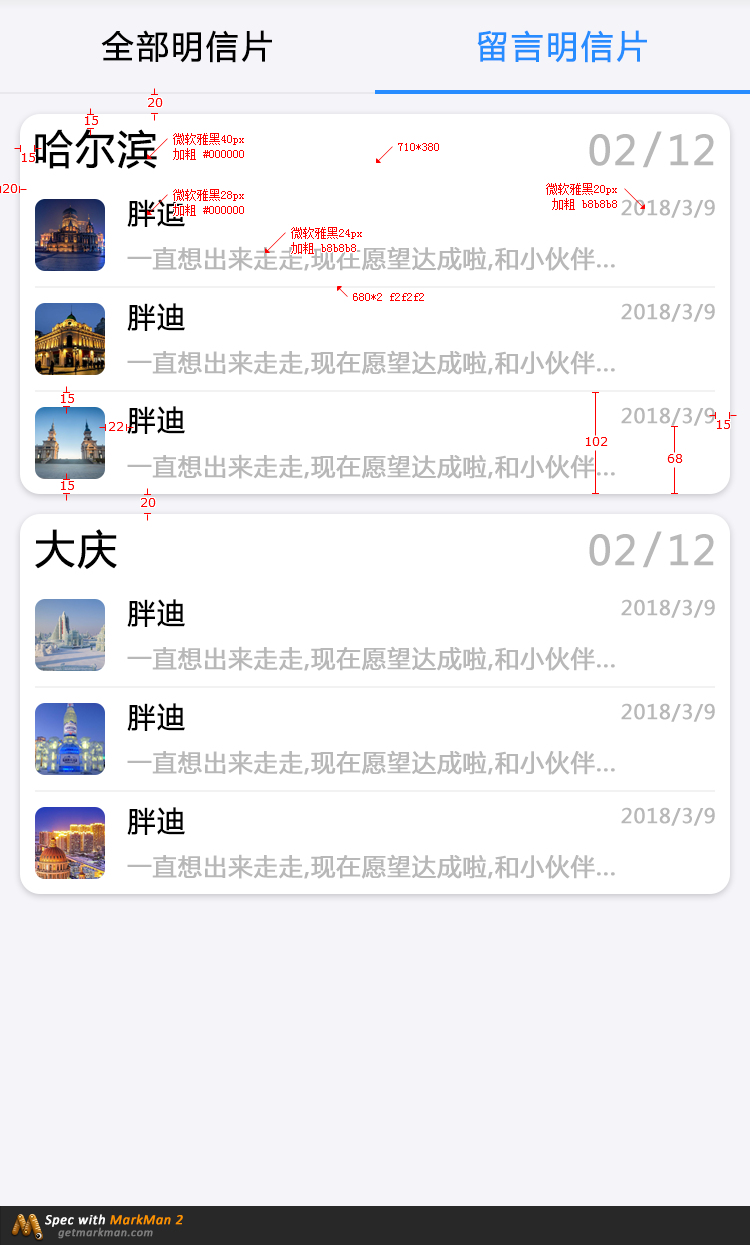 全部明信片 留言明信片
20
15
哈尔滨 微软雅黑40px 710*380 02/12
加粗 #000000
15
20
微软雅黑28px 微软雅黑20px
胖迪 加粗 #000000 加粗 b8b8b8 2018/3/9
微软雅黑24px
加粗 b8b8b8
一直想出来走走,现在愿望达成啦,和小伙伴...
680*2 f2f2f2
胖迪 2018/3/9
一直想出来走走,现在愿望达成啦,和小伙伴...
15
胖迪 2018/3/9
22 15
102
68
一直想出来走走,现在愿望达成啦,和小伙伴...
15
20
大庆 02/12
胖迪 2018/3/9
一直想出来走走,现在愿望达成啦,和小伙伴...
胖迪 2018/3/9
一直想出来走走,现在愿望达成啦,和小伙伴...
胖迪 2018/3/9
一直想出来走走,现在愿望达成啦,和小伙伴...
Spec with MarkMan 2
getmarkman.com